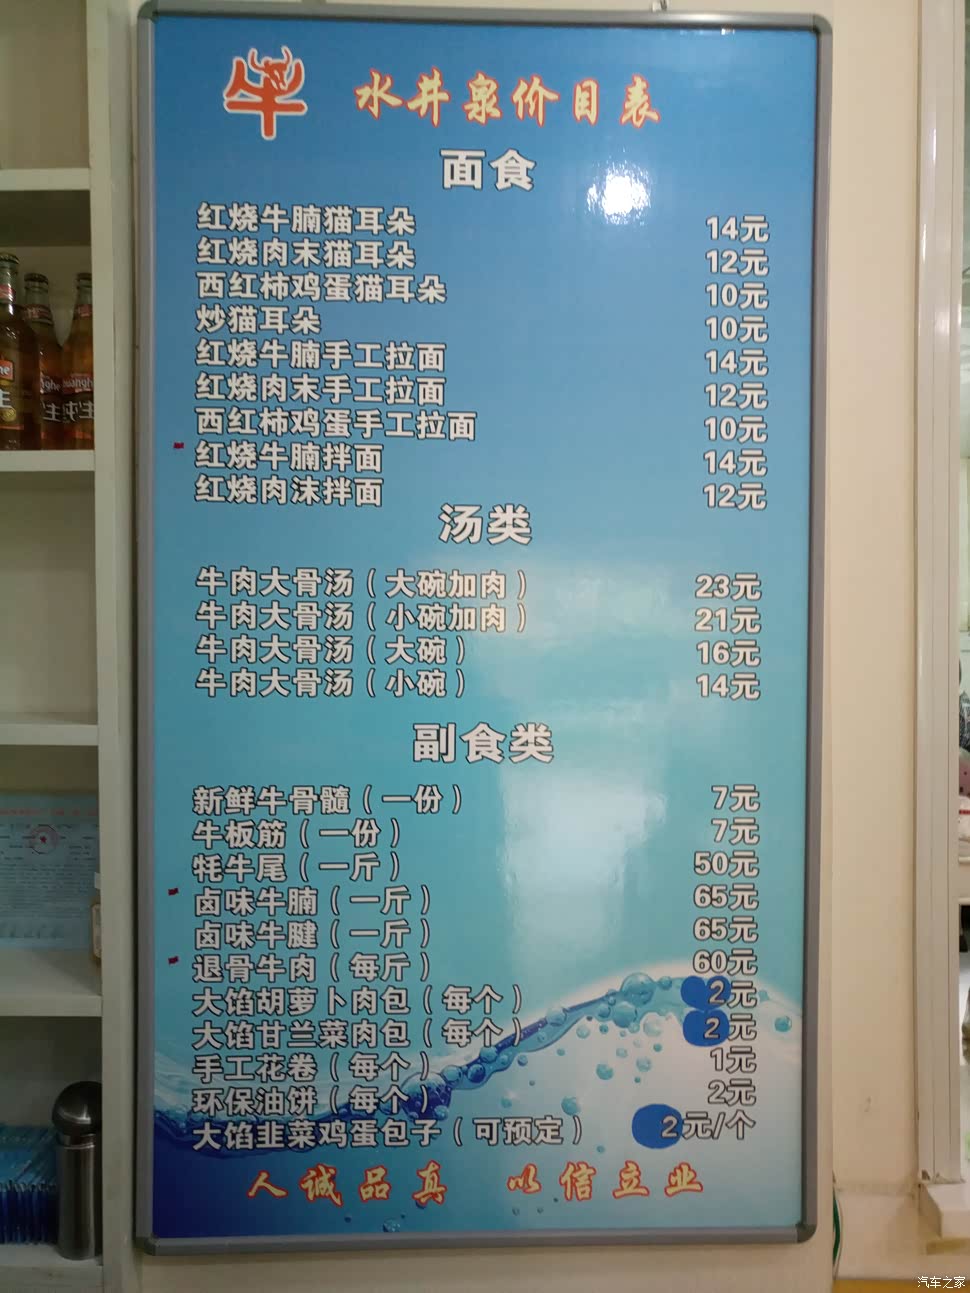 牛 水井泉价目表
面食
红烧牛腩猫耳朵 14元
红烧肉末猫耳朵 12元
西红柿鸡蛋猫耳朵 10元
炒猫耳朵 10元
红烧牛腩手工拉面 14元
红烧肉末手工拉面 12元
西红柿鸡蛋手工拉面 10元
红烧牛腩拌面 14元
红烧肉沫拌面 12元
汤类
牛肉大骨汤（大碗加肉） 23元
牛肉大骨汤（小碗加肉） 21元
牛肉大骨汤（大碗） 16元
牛肉大骨汤（小碗） 14元
副食类
新鲜牛骨髓（一份） 7元
牛板筋（一份） 7元
牦牛尾（一斤） 50元
卤味牛腩（一斤） 65元
卤味牛腱（一斤） 65元
退骨牛肉（每斤） 60元
大馅胡萝卜肉包（每个） 2元
大馅甘兰菜肉包（每个） 2元
手工花卷（每个） 1元
环保油饼（每个） 2元
大馅韭菜鸡蛋包子（可预定） 2元/个
人诚品真 以信立业
汽车之家